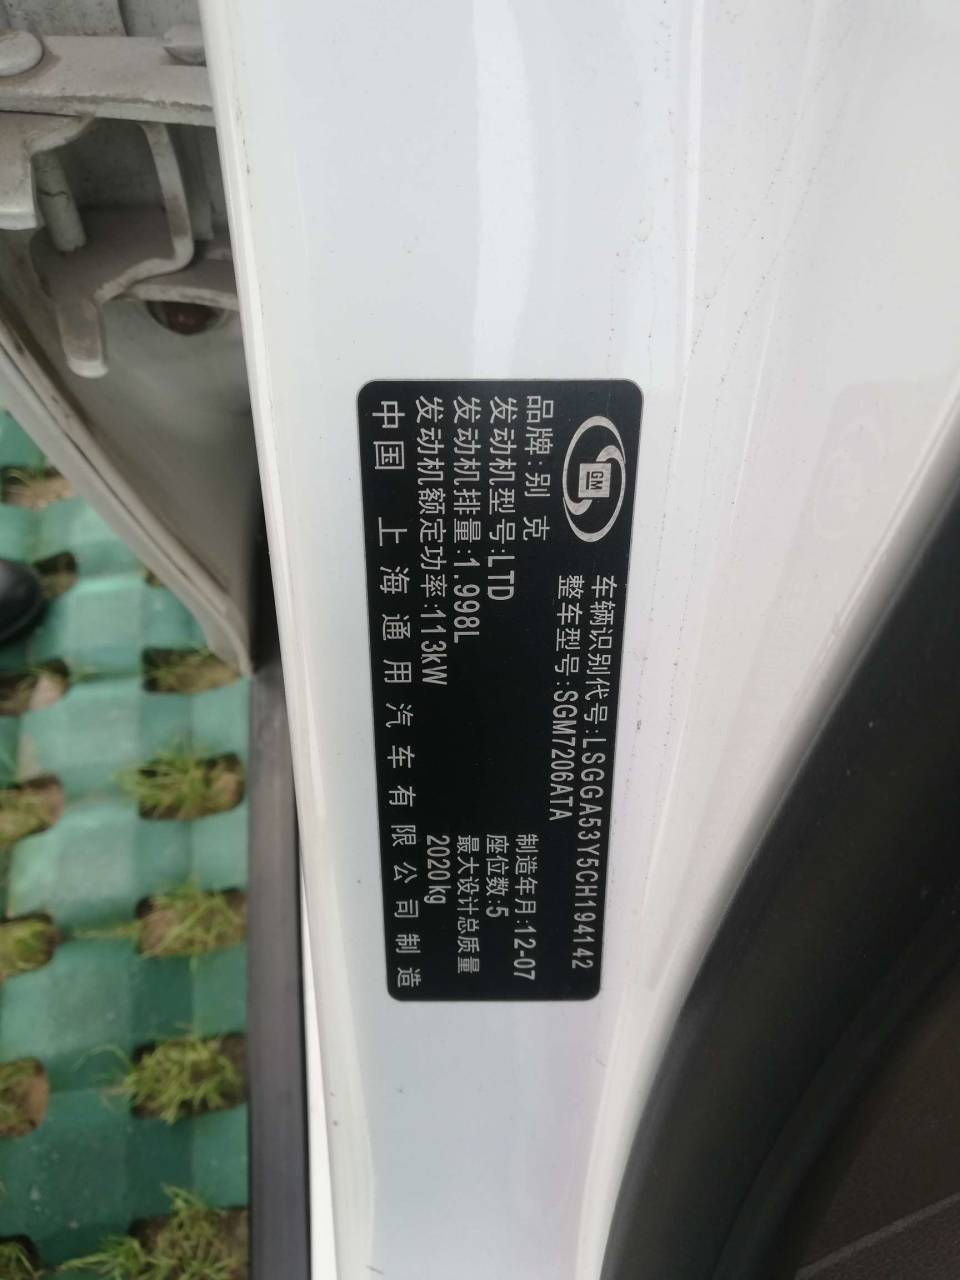 GM
车辆识别代号:LSGGA53Y5CH194142
整车型号:SGM7206ATA
品牌:别 克
制造年月:12-07
发动机型号:LTD
座位数:5
发动机排量:1.998L
最大设计总质量
发动机额定功率:113kW
2020kg
中国 上海通用汽车有限公司制造